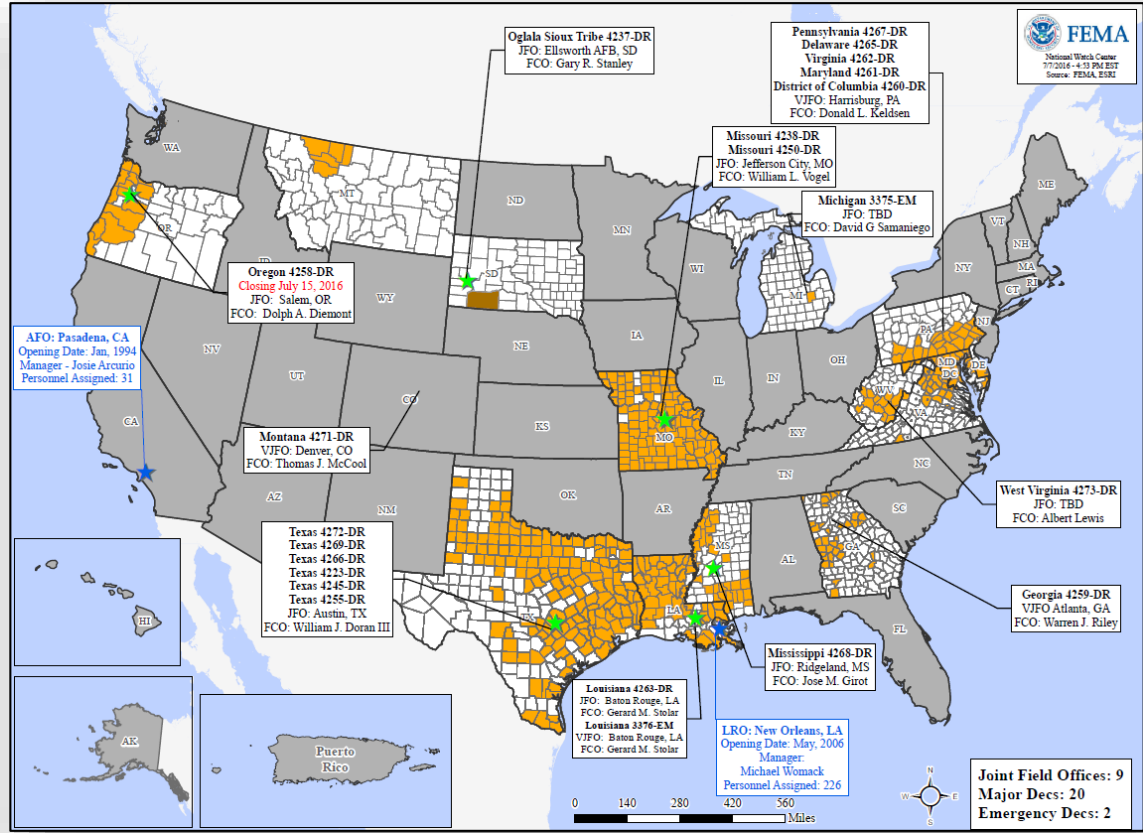 FEMA
National Watch Center
7/7/2016 - 4:53 PM EST
Source: FEMA, ESRI
Oglala Sioux Tribe 4237-DR
JFO: Ellsworth AFB, SD
FCO: Gary R. Stanley
Pennsylvania 4267-DR
Delaware 4265-DR
Virginia 4262-DR
Maryland 4261-DR
District of Columbia 4260-DR
VJFO: Harrisburg, PA
FCO: Donald L. Keldsen
Missouri 4238-DR
Missouri 4250-DR
JFO: Jefferson City, MO
FCO: William L. Vogel
Michigan 3375-EM
JFO: TBD
FCO: David G Samaniego
Oregon 4258-DR
Closing July 15, 2016
JFO: Salem, OR
FCO: Dolph A. Diemont
AFO: Pasadena, CA
Opening Date: Jan, 1994
Manager - Josie Arcurio
Personnel Assigned: 31
Montana 4271-DR
VJFO: Denver, CO
FCO: Thomas J. McCool
West Virginia 4273-DR
JFO: TBD
FCO: Albert Lewis
Texas 4272-DR
Texas 4269-DR
Texas 4266-DR
Texas 4223-DR
Texas 4245-DR
Texas 4255-DR
JFO: Austin, TX
FCO: William J. Doran III
Georgia 4259-DR
VJFO Atlanta, GA
FCO: Warren J. Riley
Mississippi 4268-DR
JFO: Ridgeland, MS
FCO: Jose M. Girot
Louisiana 4263-DR
JFO: Baton Rouge, LA
FCO: Gerard M. Stolar
Louisiana 3376-EM
VJFO: Baton Rouge, LA
FCO: Gerard M. Stolar
LRO: New Orleans, LA
Opening Date: May, 2006
Manager:
Michael Womack
Personnel Assigned: 226
WA
MT
ND
MN
ME
VT
NH
OR
SD
WI
MI
NY
MA
RI
CT
WY
IA
PA
NJ
NE
NV
UT
CO
IL
IN
OH
MD
DE
DC
WV
VA
CA
KS
MO
KY
NC
TN
AZ
NM
OK
AR
SC
MS
AL
GA
TX
LA
FL
HI
AK
Puerto
Rico
N
W
E
S
0 140 280 420 560
Miles
Joint Field Offices: 9
Major Decs: 20
Emergency Decs: 2